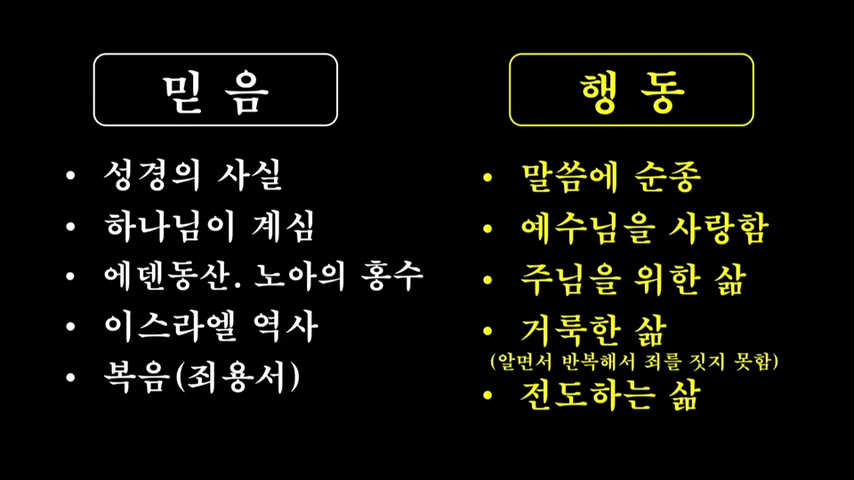 믿 음
• 성경의 사실
• 하나님이 계심
• 에덴동산. 노아의 홍수
• 이스라엘 역사
• 복음(죄용서)
행 동
• 말씀에 순종
• 예수님을 사랑함
• 주님을 위한 삶
• 거룩한 삶
(알면서 반복해서 죄를 짓지 못함)
• 전도하는 삶